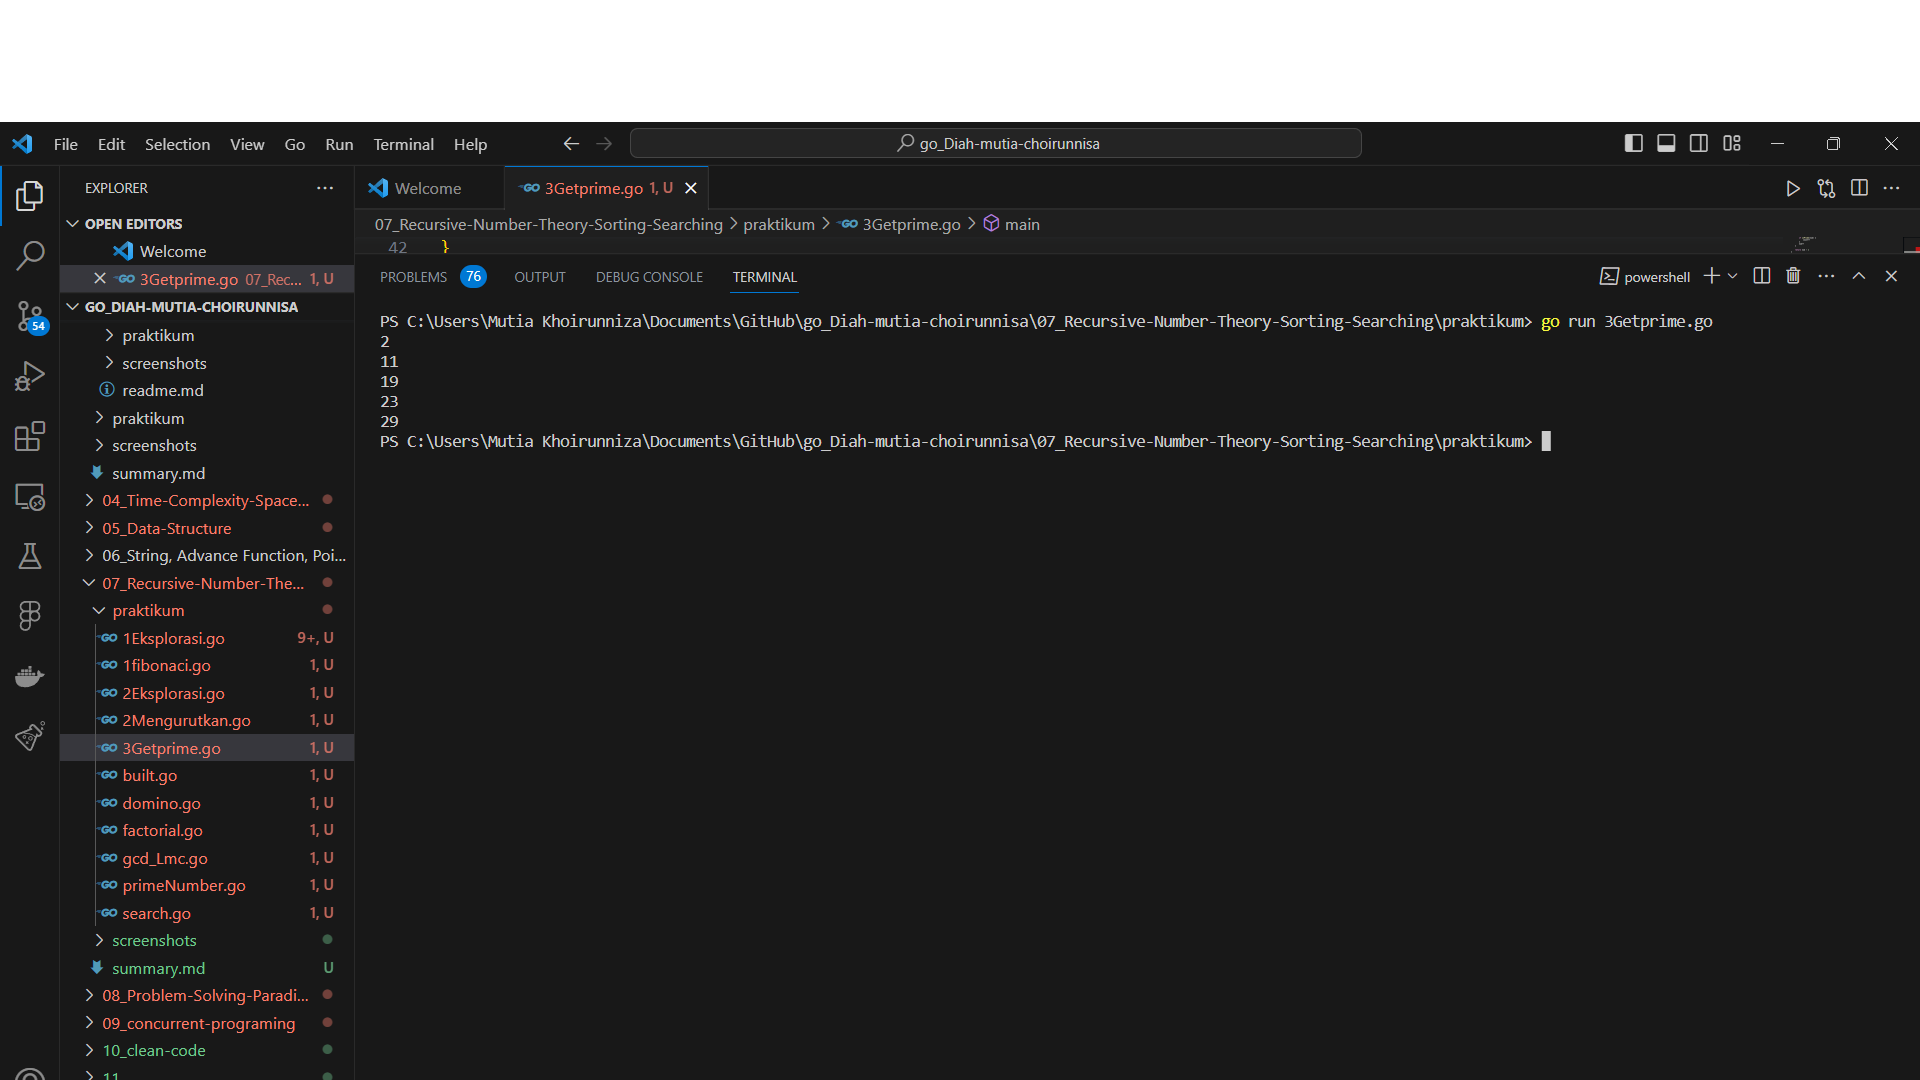 File Edit Selection View Go Run Terminal Help
go_Diah-mutia-choirunnisa
EXPLORER
OPEN EDITORS
Welcome
3Getprime.go 07_Rec... 1, U
GO_DIAH-MUTIA-CHOIRUNNISA
praktikum
screenshots
readme.md
praktikum
screenshots
summary.md
04_Time-Complexity-Space...
05_Data-Structure
06_String, Advance Function, Poi...
07_Recursive-Number-The...
praktikum
1Eksplorasi.go 9+, U
1fibonaci.go 1, U
2Eksplorasi.go 1, U
2Mengurutkan.go 1, U
3Getprime.go 1, U
built.go 1, U
domino.go 1, U
factorial.go 1, U
gcd_Lmc.go 1, U
primeNumber.go 1, U
search.go 1, U
screenshots
summary.md U
08_Problem-Solving-Paradi...
09_concurrent-programing
10_clean-code
11
54
Welcome
3Getprime.go 1, U
07_Recursive-Number-Theory-Sorting-Searching > praktikum > 3Getprime.go > main
42 }
PROBLEMS 76 OUTPUT DEBUG CONSOLE TERMINAL
powershell
PS C:\Users\Mutia Khoirunniza\Documents\GitHub\go_Diah-mutia-choirunnisa\07_Recursive-Number-Theory-Sorting-Searching\praktikum> go run 3Getprime.go
2
11
19
23
29
PS C:\Users\Mutia Khoirunniza\Documents\GitHub\go_Diah-mutia-choirunnisa\07_Recursive-Number-Theory-Sorting-Searching\praktikum>